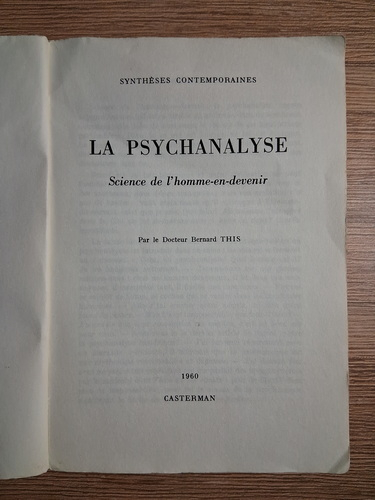 SYNTHÈSES CONTEMPORAINES
LA PSYCHANALYSE
Science de l'homme-en-devenir
Par le Docteur Bernard THIS
1960
CASTERMAN